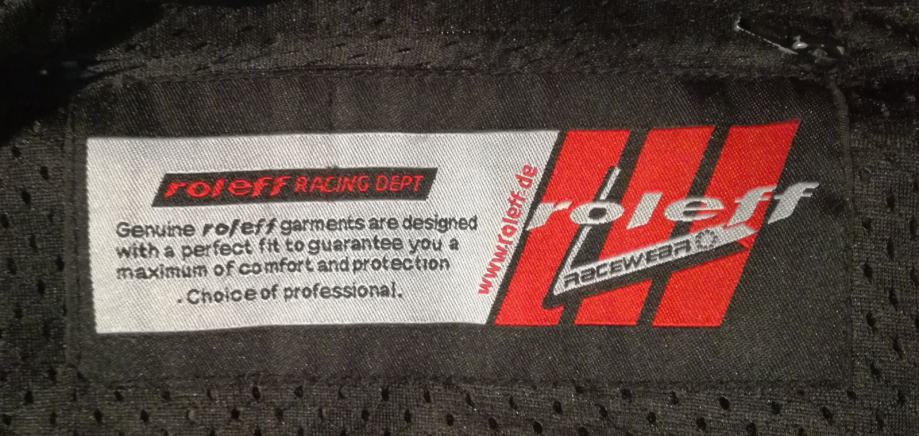 roleff RACING DEPT
Genuine roleff garments are designed
with a perfect fit to guarantee you a
maximum of comfort and protection
.Choice of professional.
www.roleff.de
roleff
RACEWEAR